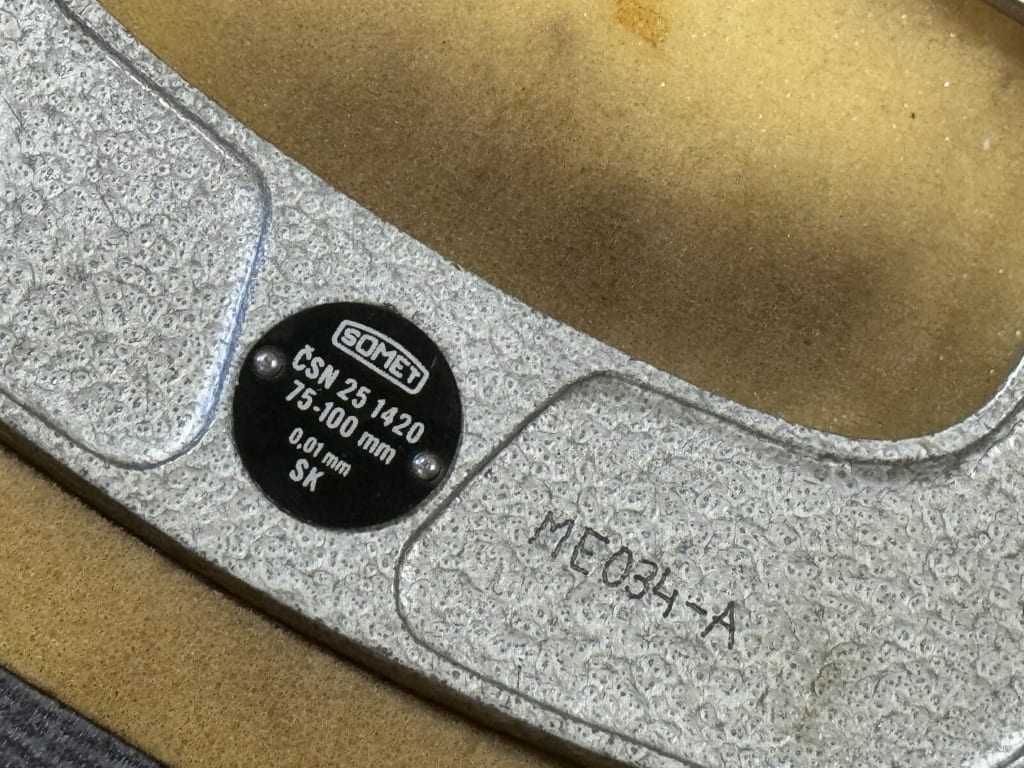 SOMET
ČSN 25 1420
75-100 mm
0,01 mm
SK
ME034-A